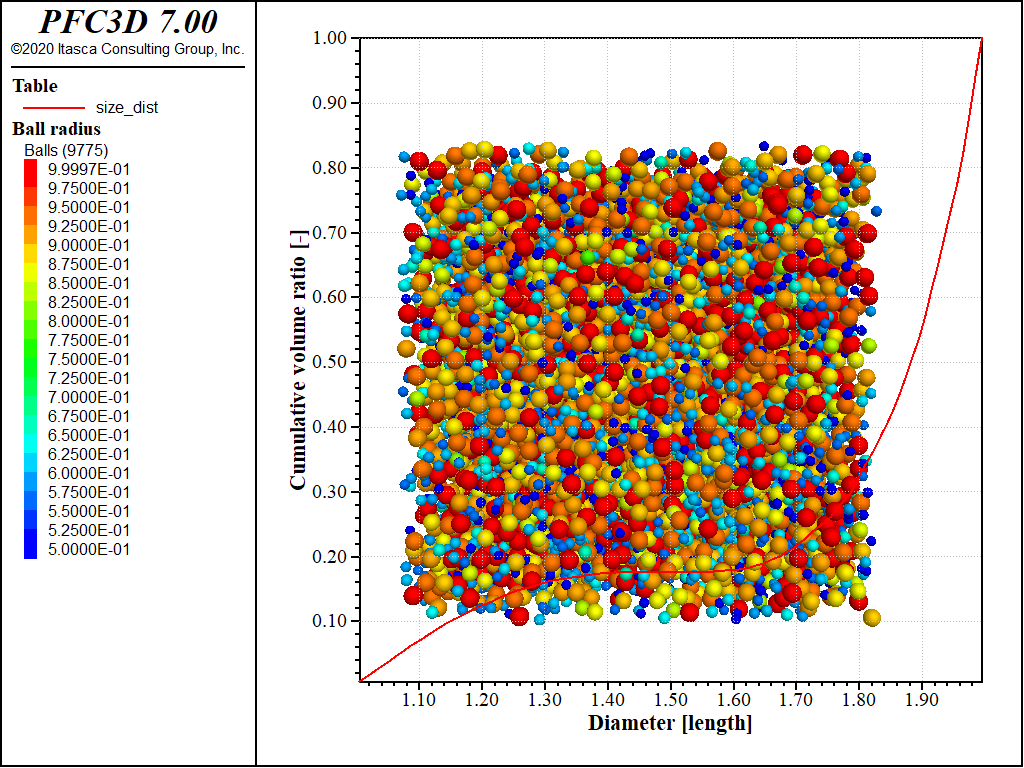 PFC3D 7.00
©2020 Itasca Consulting Group, Inc.
Table
size_dist
Ball radius
Balls (9775)
9.9997E-01
9.7500E-01
9.5000E-01
9.2500E-01
9.0000E-01
8.7500E-01
8.5000E-01
8.2500E-01
8.0000E-01
7.7500E-01
7.5000E-01
7.2500E-01
7.0000E-01
6.7500E-01
6.5000E-01
6.2500E-01
6.0000E-01
5.7500E-01
5.5000E-01
5.2500E-01
5.0000E-01
Cumulative volume ratio [-]
1.00
0.90
0.80
0.70
0.60
0.50
0.40
0.30
0.20
0.10
1.10 1.20 1.30 1.40 1.50 1.60 1.70 1.80 1.90
Diameter [length]